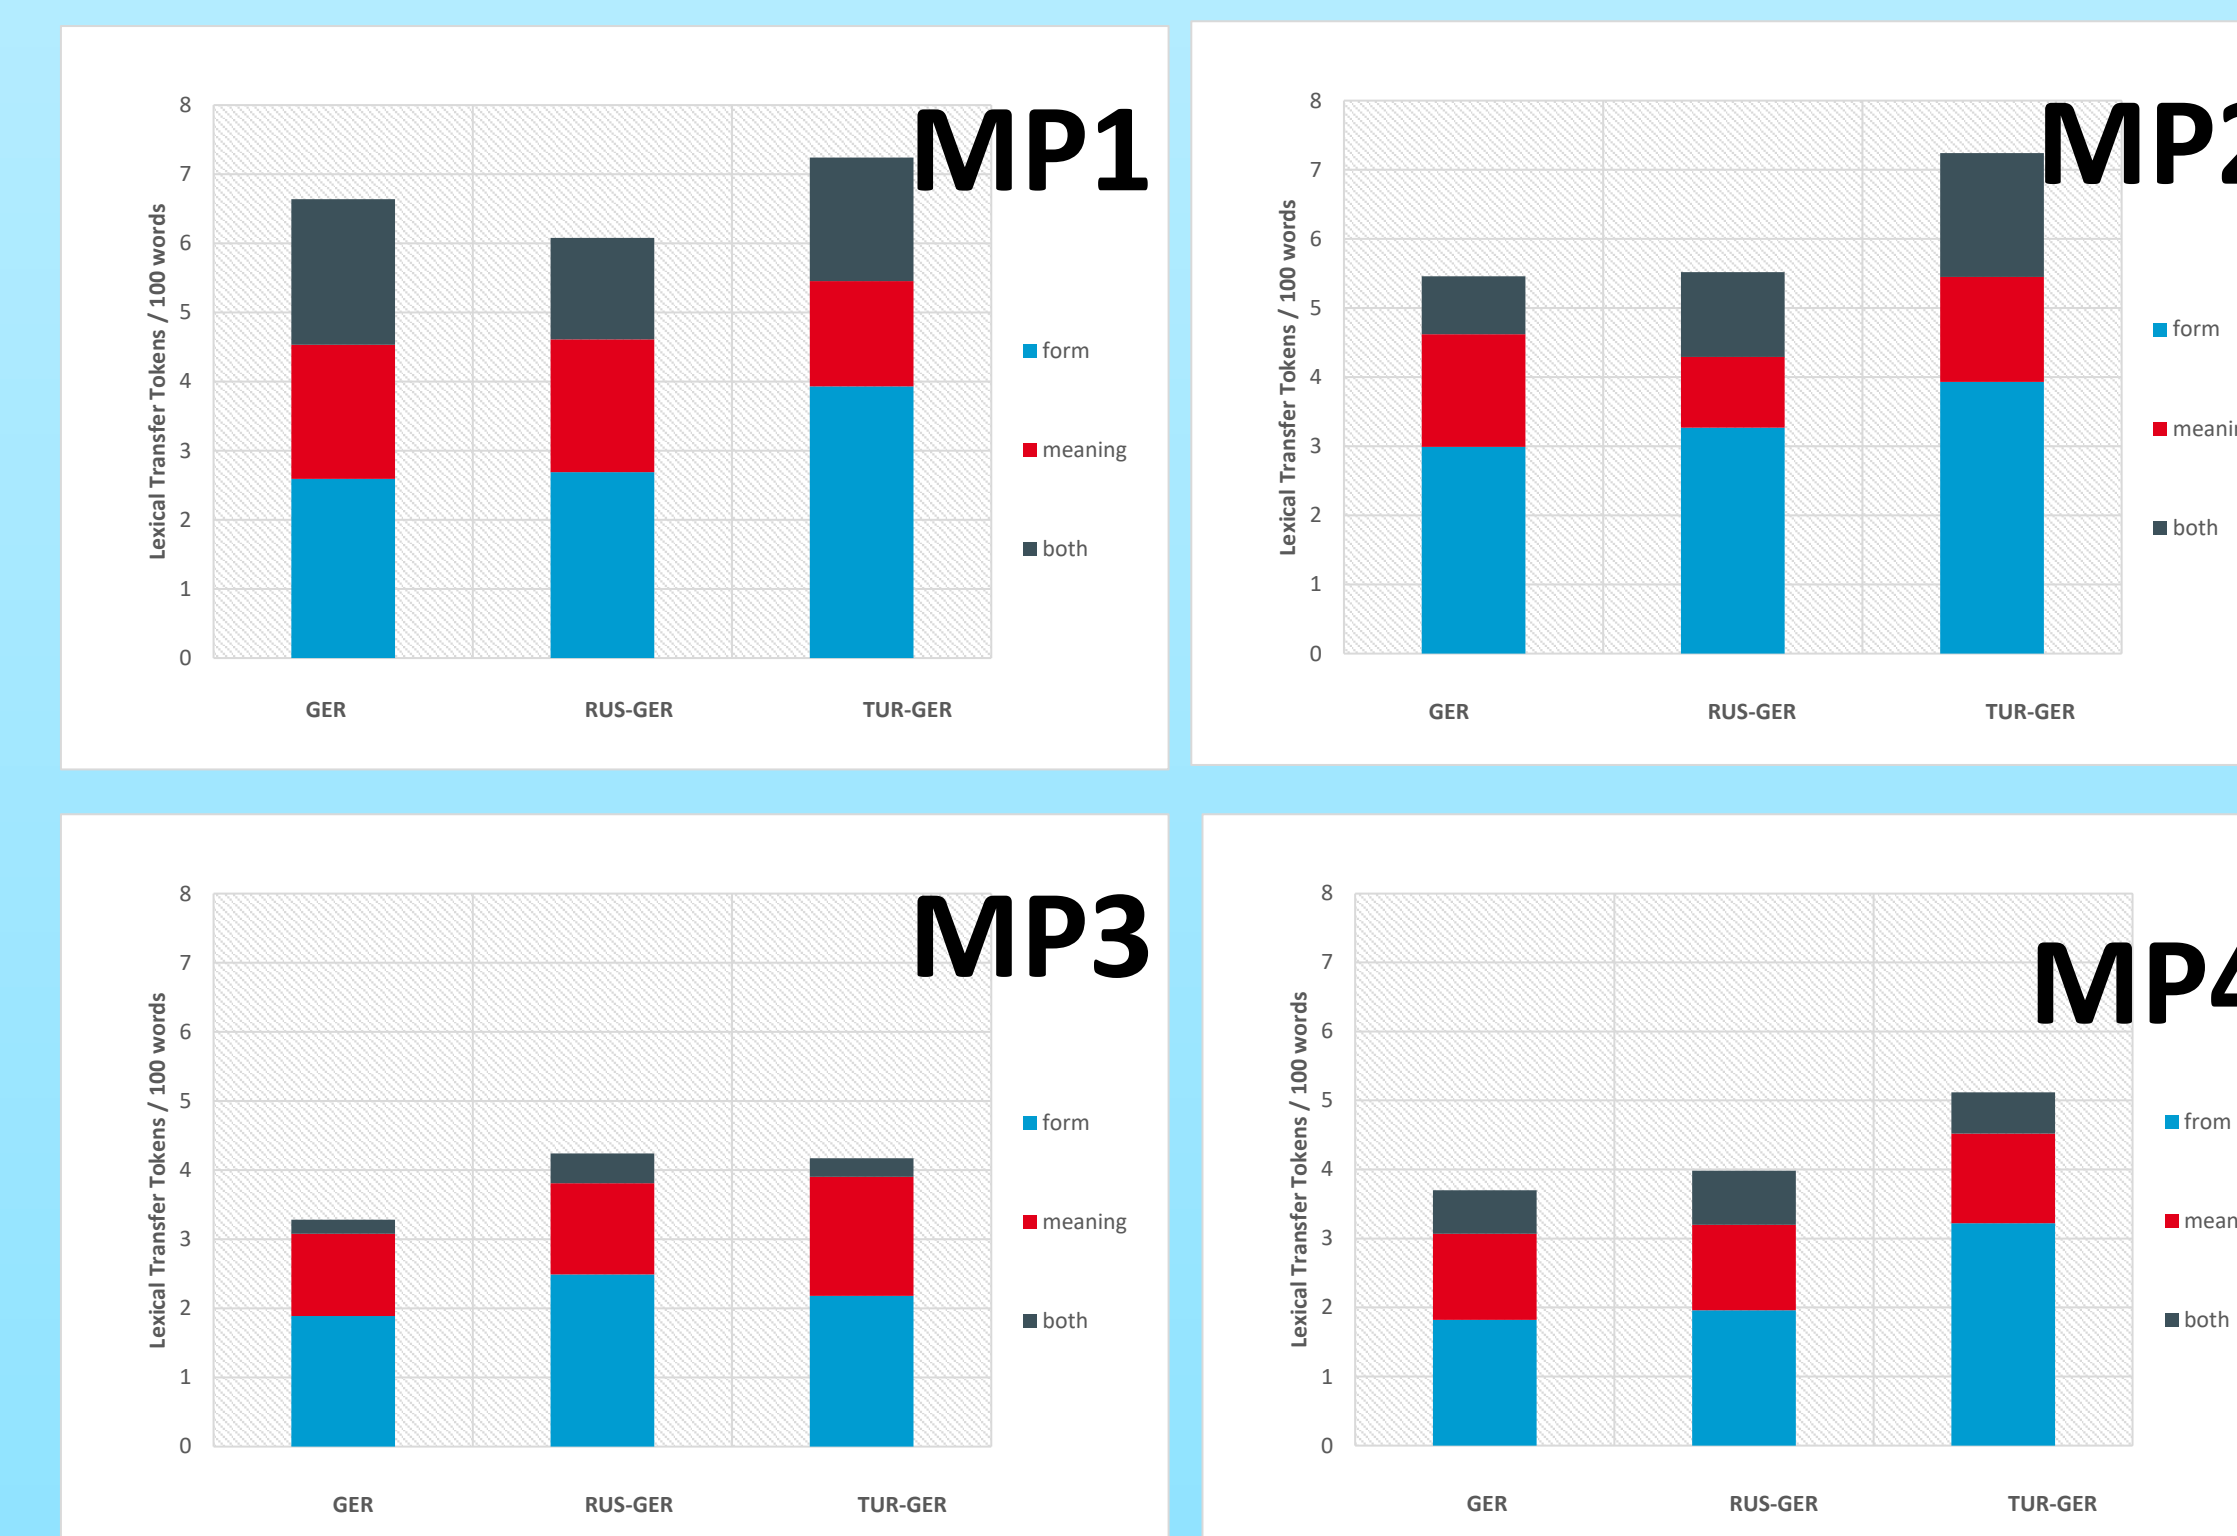 MP1
8
7
6
5
4
3
2
1
0
Lexical Transfer Tokens / 100 words
GER RUS-GER TUR-GER
form
meaning
both
MP2
8
7
6
5
4
3
2
1
0
Lexical Transfer Tokens / 100 words
GER RUS-GER TUR-GER
form
meanin
both
MP3
8
7
6
5
4
3
2
1
0
Lexical Transfer Tokens / 100 words
GER RUS-GER TUR-GER
form
meaning
both
MP4
8
7
6
5
4
3
2
1
0
Lexical Transfer Tokens / 100 words
GER RUS-GER TUR-GER
from
mean
both